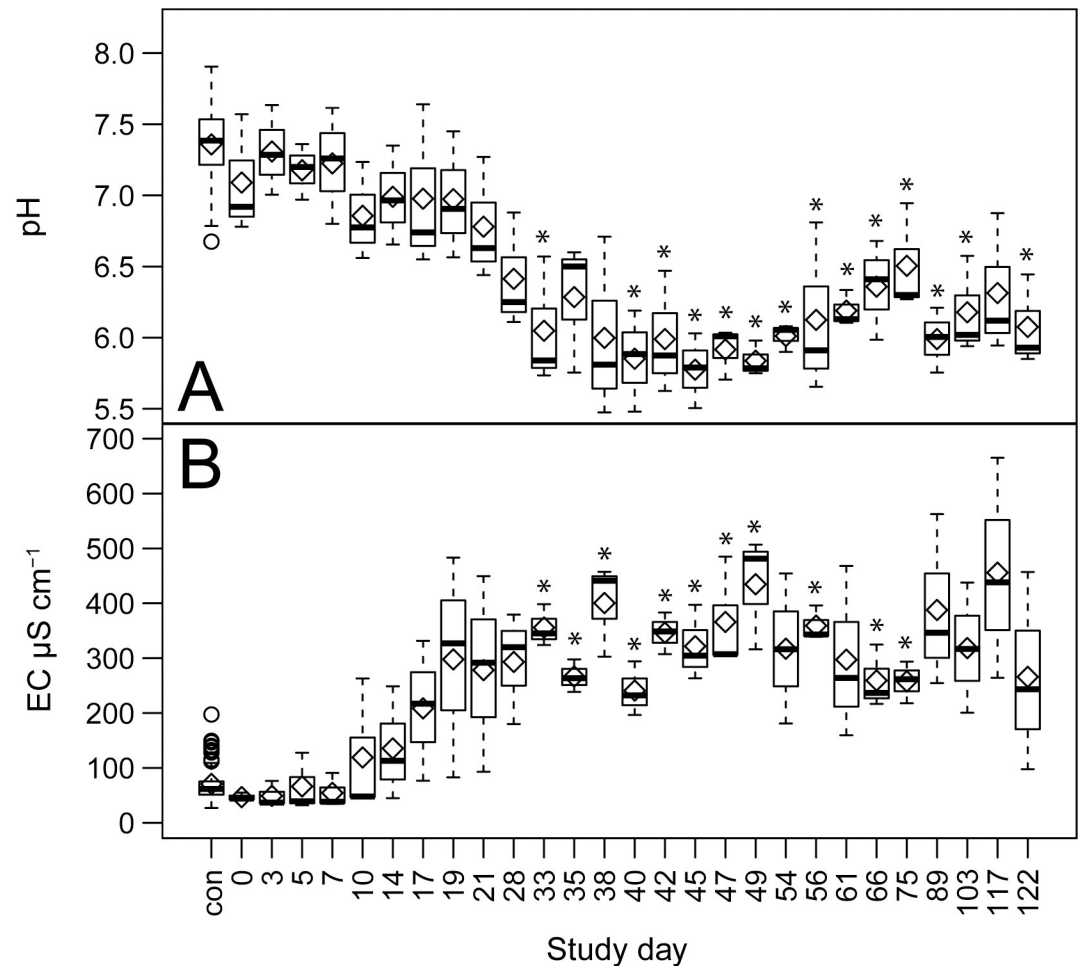 8.0
7.5
7.0
6.5
6.0
5.5
pH
* * * * * * * * * * * * * *
A
700
600
500
400
300
200
100
0
EC µS cm⁻¹
* * * * * * * * * * *
B
con 0 3 5 7 10 14 17 19 21 28 33 35 38 40 42 45 47 49 54 56 61 66 75 89 103 117 122
Study day